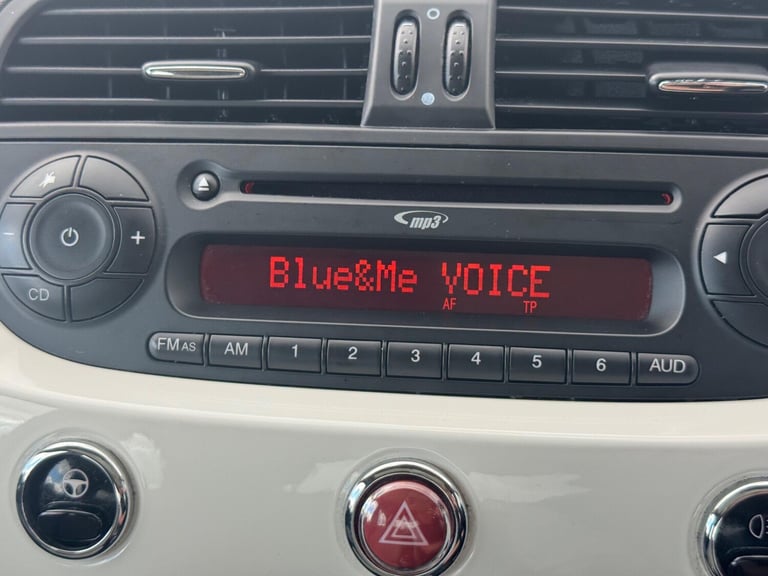 mp3
Blue&Me VOICE
AF TP
CD
FM AS AM 1 2 3 4 5 6 AUD